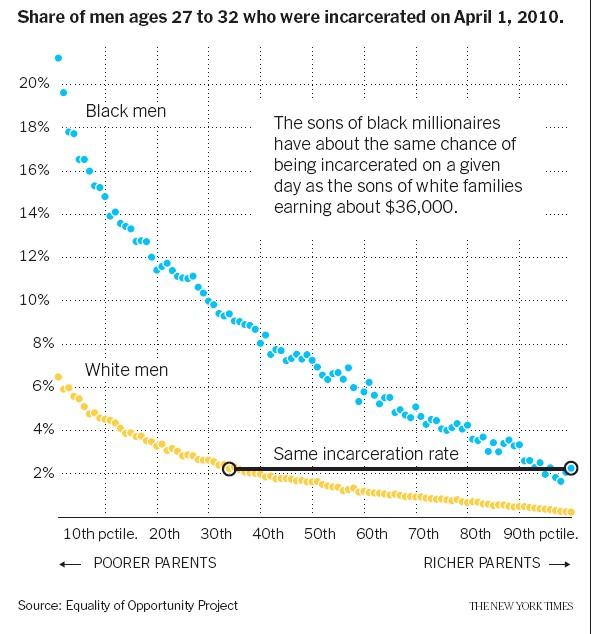 Share of men ages 27 to 32 who were incarcerated on April 1, 2010.
20%
18%
16%
14%
12%
10%
8%
6%
4%
2%
Black men
The sons of black millionaires
have about the same chance of
being incarcerated on a given
day as the sons of white families
earning about $36,000.
White men
Same incarceration rate
10th pctile. 20th 30th 40th 50th 60th 70th 80th 90th pctile.
← POORER PARENTS RICHER PARENTS →
Source: Equality of Opportunity Project THE NEW YORK TIMES